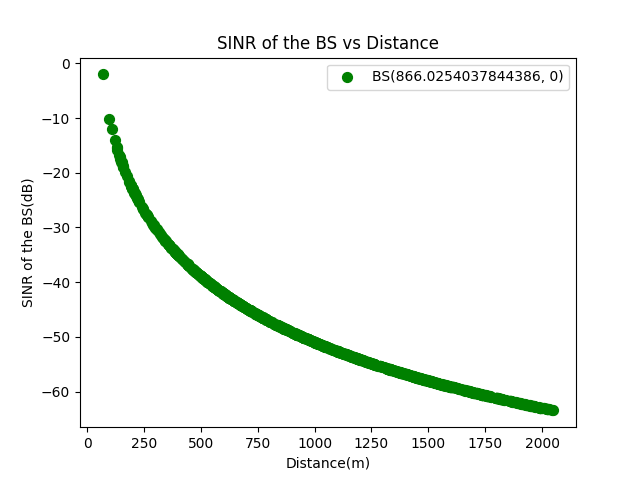 SINR of the BS vs Distance
BS(866.0254037844386, 0)
SINR of the BS(dB)
0
−10
−20
−30
−40
−50
−60
0 250 500 750 1000 1250 1500 1750 2000
Distance(m)